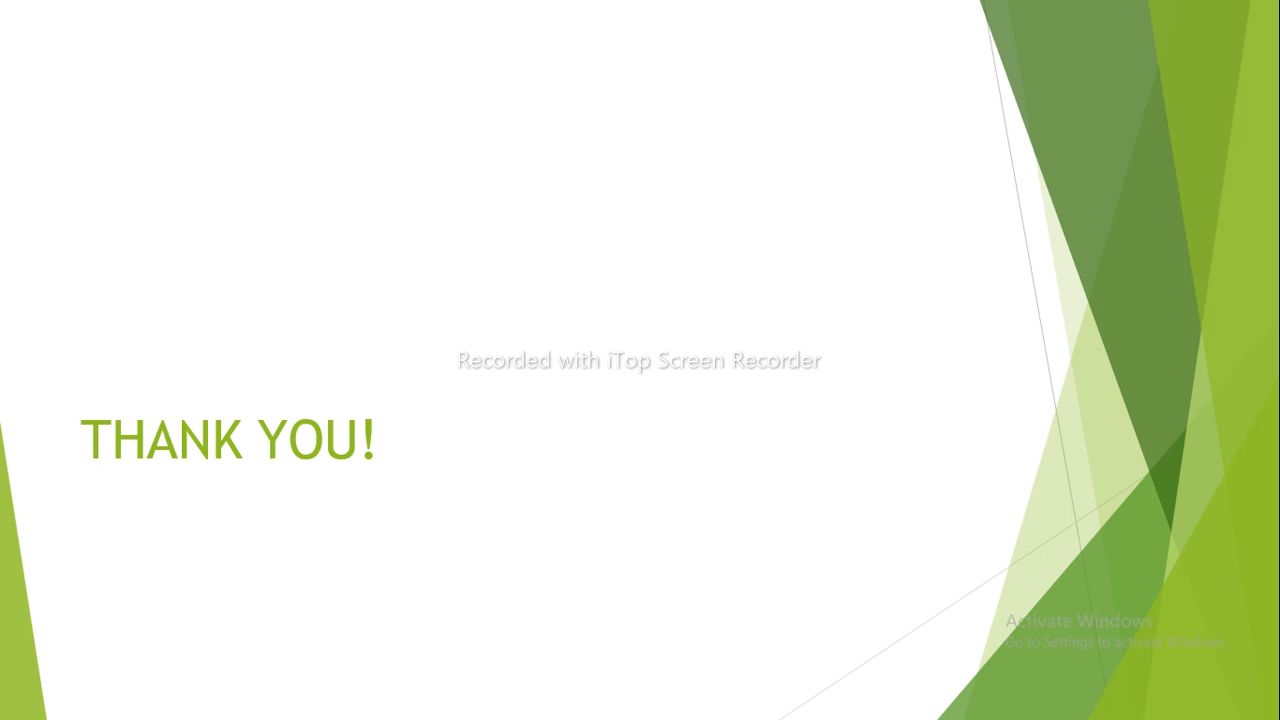 Recorded with iTop Screen Recorder
THANK YOU!
Activate Windows
Go to Settings to activate Windows.